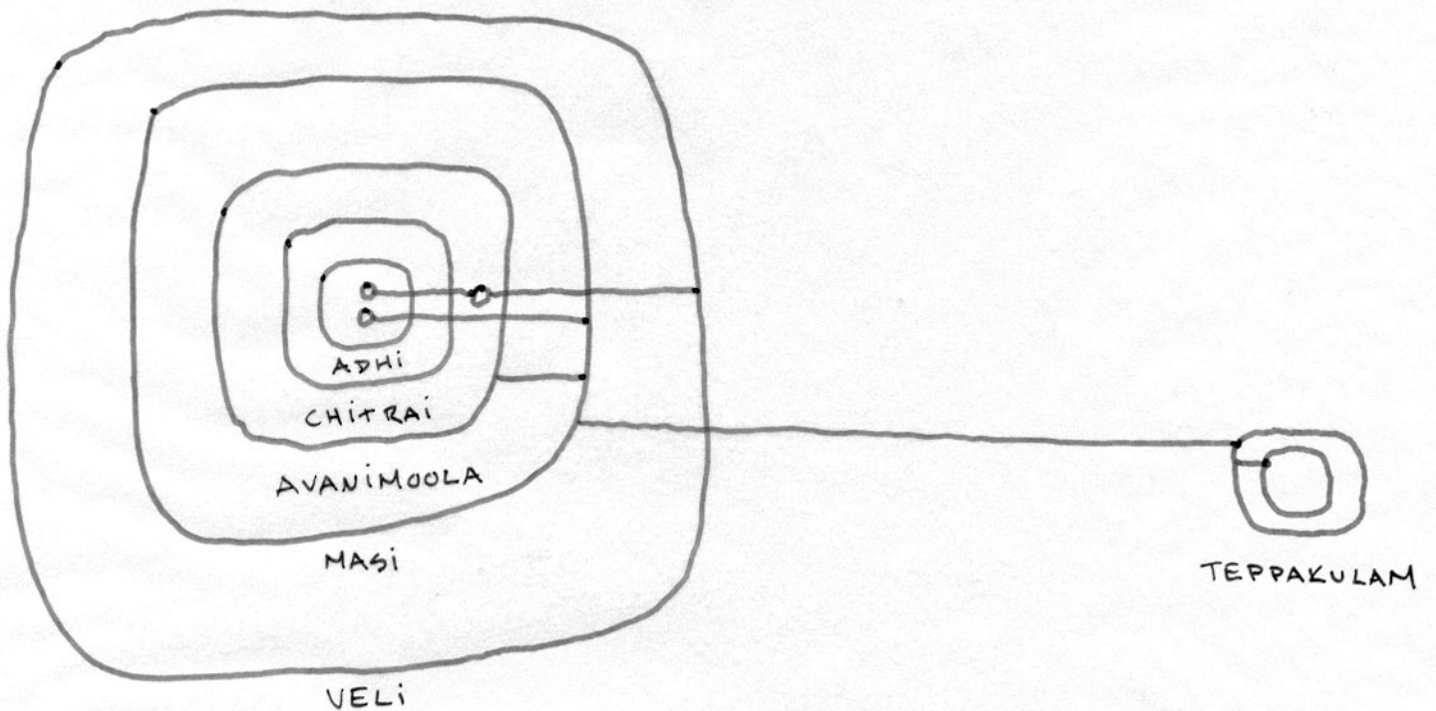 ADHi
CHiTRAi
AVANiMOOLA
MASi
VELi
TEPPAKULAM